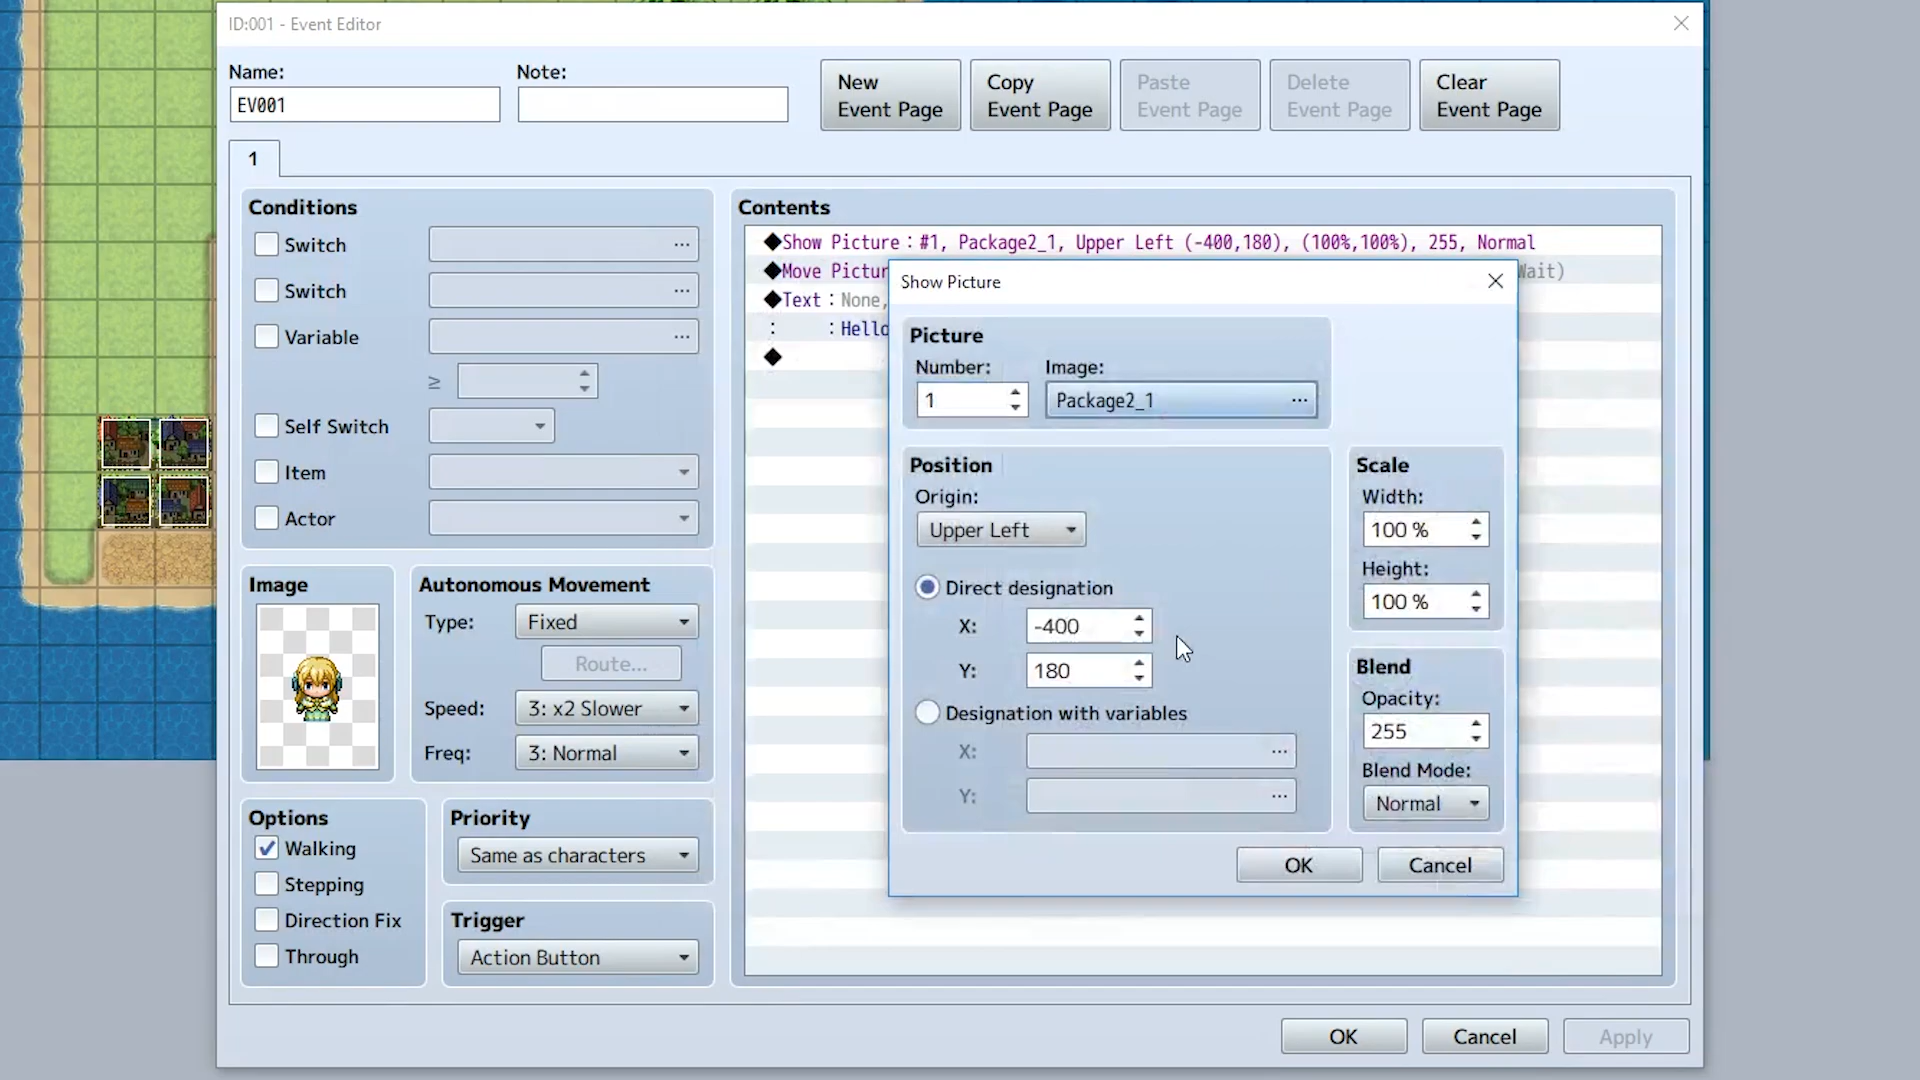 ID:001 - Event Editor
Name:
Note:
EV001
New Event Page
Copy Event Page
Paste Event Page
Delete Event Page
Clear Event Page
1
Conditions
Switch
...
Switch
...
Variable
...
≥
Self Switch
Item
Actor
Image
Autonomous Movement
Type:
Fixed
Route...
Speed:
3: x2 Slower
Freq:
3: Normal
Options
Walking
Stepping
Direction Fix
Through
Priority
Same as characters
Trigger
Action Button
Contents
◆Show Picture：#1, Package2_1, Upper Left (-400,180), (100%,100%), 255, Normal
◆Move Pictur
Wait)
◆Text：None,
：　：Hello
◆
Show Picture
Picture
Number:
Image:
1
Package2_1
...
Position
Origin:
Upper Left
Direct designation
X:
-400
Y:
180
Designation with variables
X:
...
Y:
...
Scale
Width:
100 %
Height:
100 %
Blend
Opacity:
255
Blend Mode:
Normal
OK
Cancel
OK
Cancel
Apply